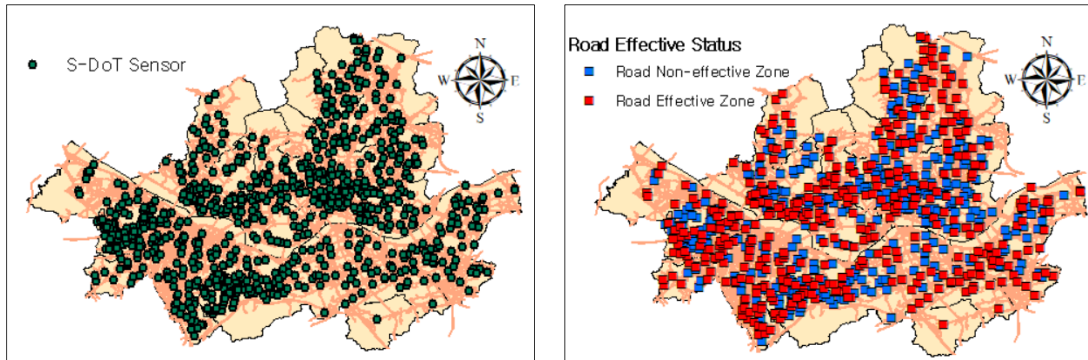 S-DoT Sensor
N
W E
S
Road Effective Status
Road Non-effective Zone
Road Effective Zone
N
W E
S